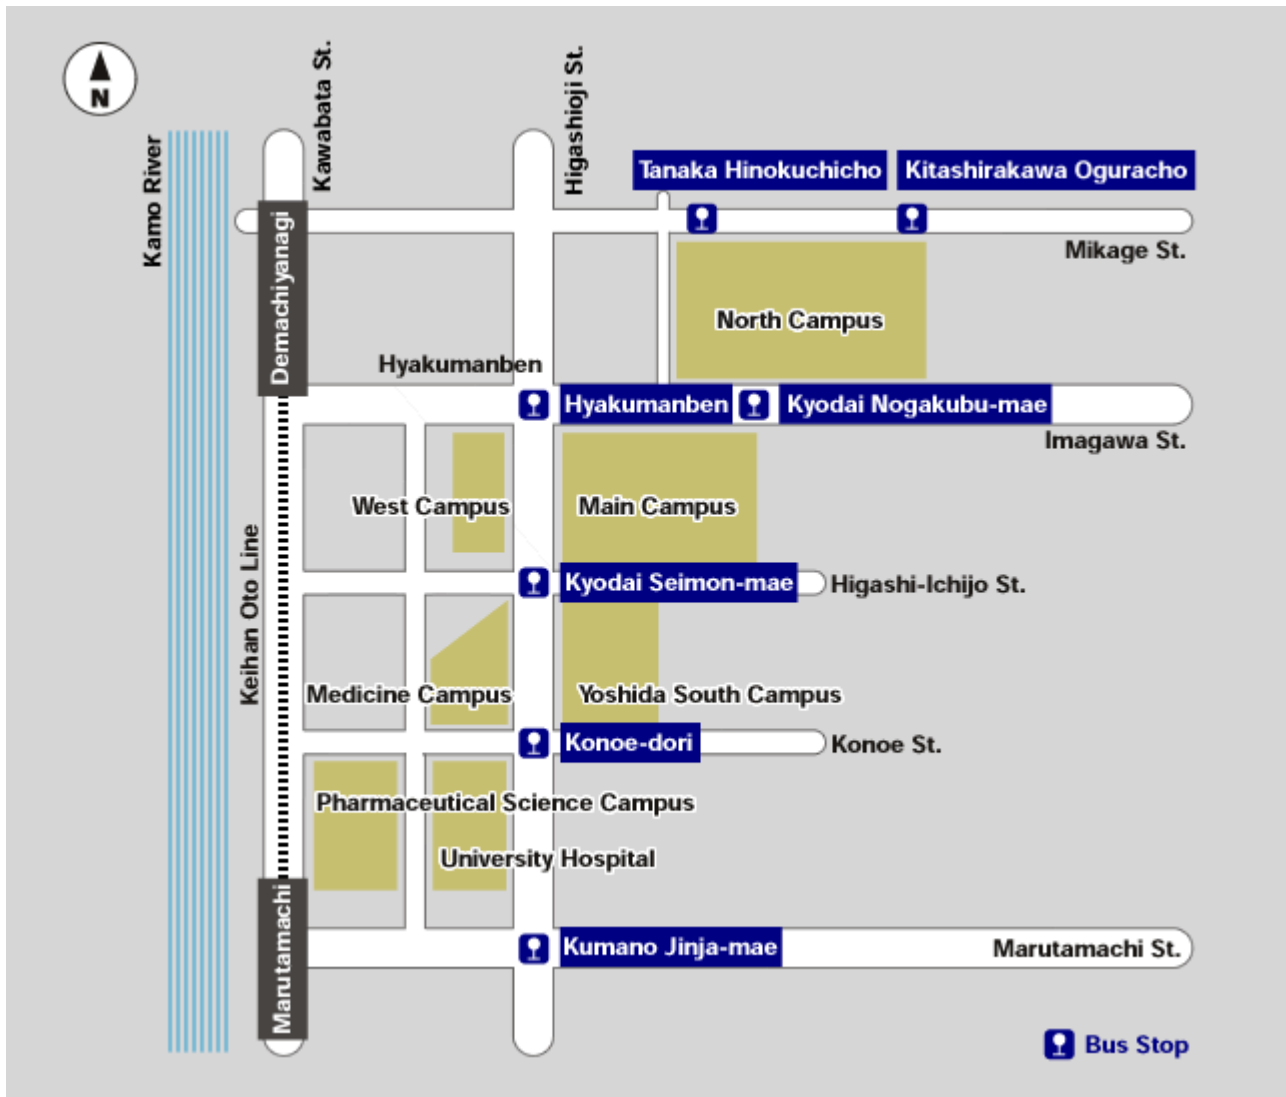 N
Kamo River
Kawabata St.
Higashioji St.
Tanaka Hinokuchicho
Kitashirakawa Oguracho
Mikage St.
Demachiyanagi
North Campus
Hyakumanben
Hyakumanben
Kyodai Nogakubu-mae
Imagawa St.
West Campus
Main Campus
Keihan Oto Line
Kyodai Seimon-mae
Higashi-Ichijo St.
Medicine Campus
Yoshida South Campus
Konoe-dori
Konoe St.
Pharmaceutical Science Campus
University Hospital
Marutamachi
Kumano Jinja-mae
Marutamachi St.
Bus Stop